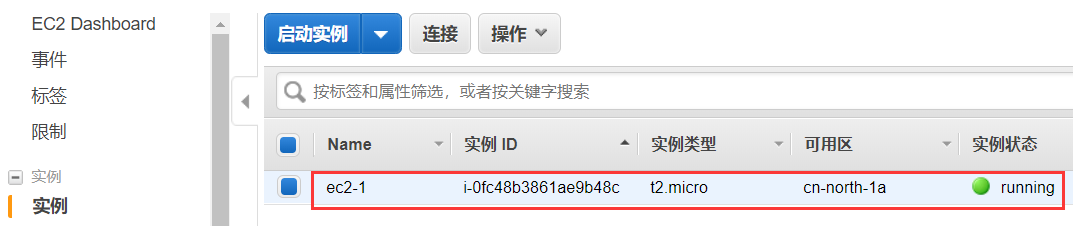 EC2 Dashboard
事件
标签
限制
实例
实例
启动实例 连接 操作
按标签和属性筛选，或者按关键字搜索
Name 实例 ID 实例类型 可用区 实例状态
ec2-1 i-0fc48b3861ae9b48c t2.micro cn-north-1a running